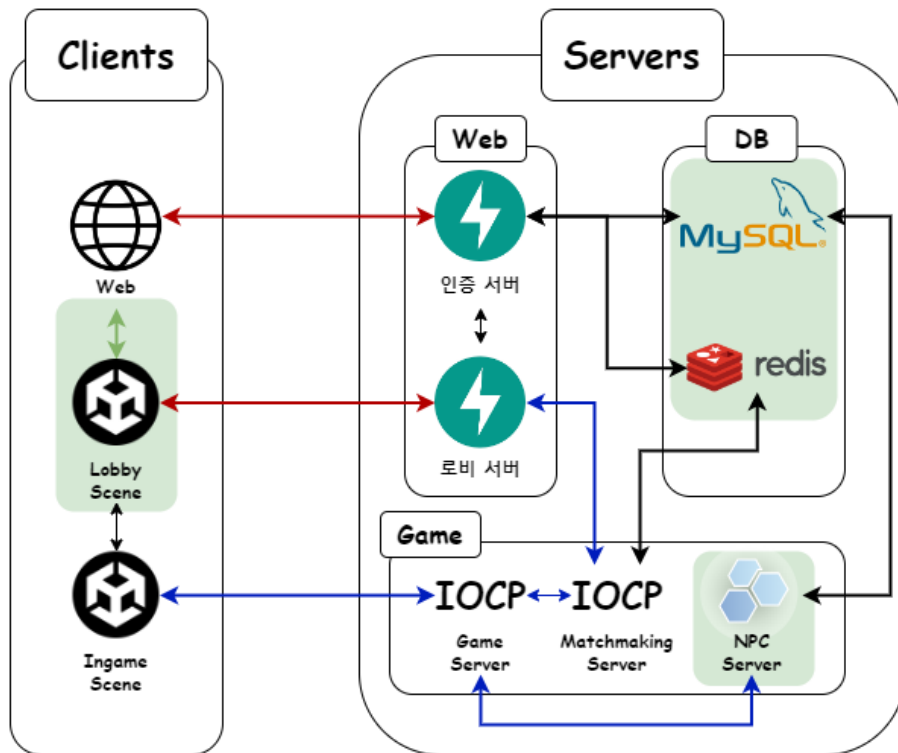 Clients
Servers
Web
DB
MySQL®
Web
인증 서버
redis
로비 서버
Lobby
Scene
Game
IOCP
IOCP
Game
Server
Matchmaking
Server
NPC
Server
Ingame
Scene